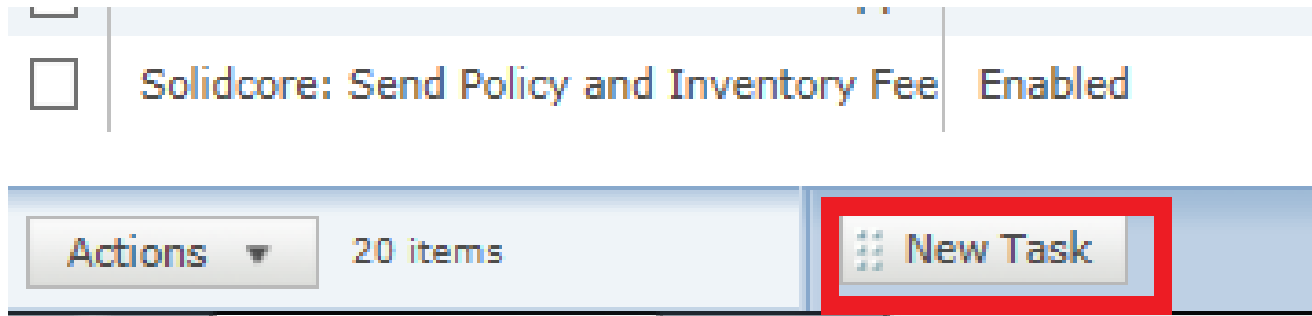 Solidcore: Send Policy and Inventory Fee Enabled
Actions 20 items New Task